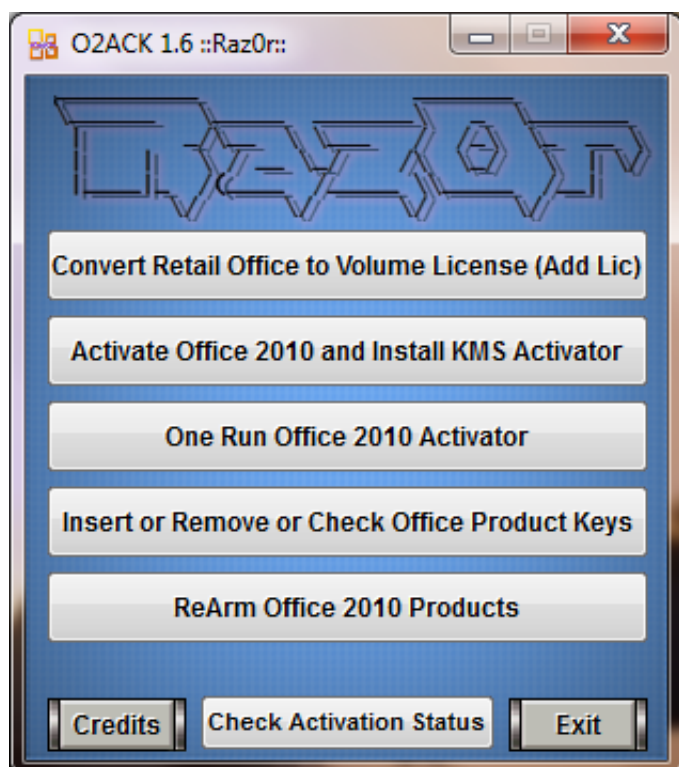 O2ACK 1.6 ::Raz0r::
Raz0r
Convert Retail Office to Volume License (Add Lic)
Activate Office 2010 and Install KMS Activator
One Run Office 2010 Activator
Insert or Remove or Check Office Product Keys
ReArm Office 2010 Products
Credits
Check Activation Status
Exit